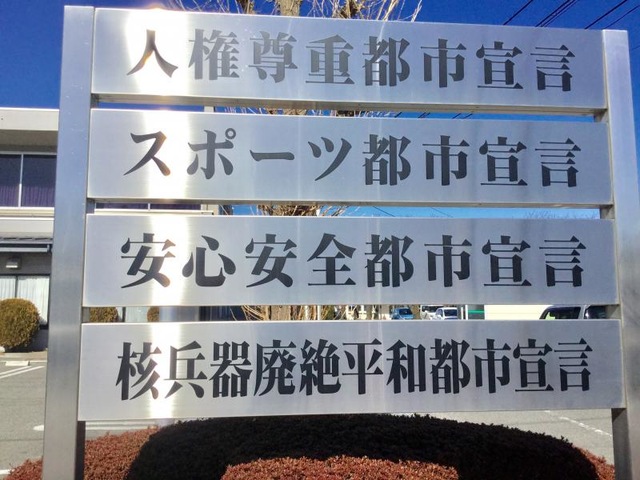 人権尊重都市宣言
スポーツ都市宣言
安心安全都市宣言
核兵器廃絶平和都市宣言